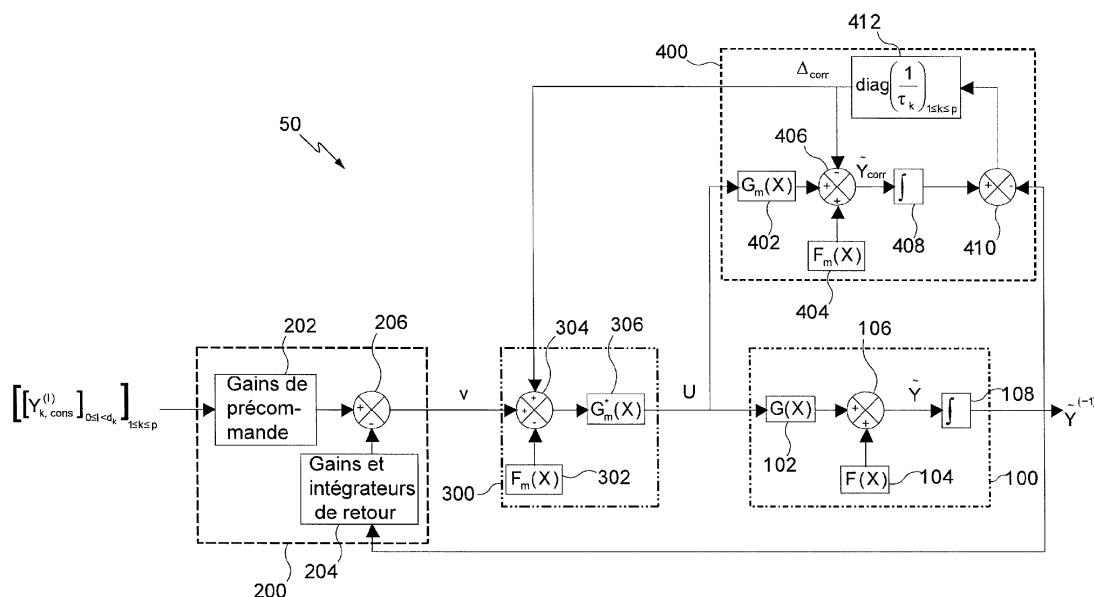 412
400
Δcorr
diag(1/τk)1≤k≤p
50
406
- Ỹcorr
Gm(X)
+
∫
+
-
+
402
408
410
Fm(X)
404
202
206
304
306
106
[[Y(l)k, cons]0≤l<dk]1≤k≤p
Gains de
précom-
mande
+
-
v
+
+
-
G*m(X)
U
G(X)
+
+
Ỹ
∫
108
Ỹ(-1)
102
Gains et
intégrateurs
de retour
300
Fm(X)
302
F(X)
104
100
200
204